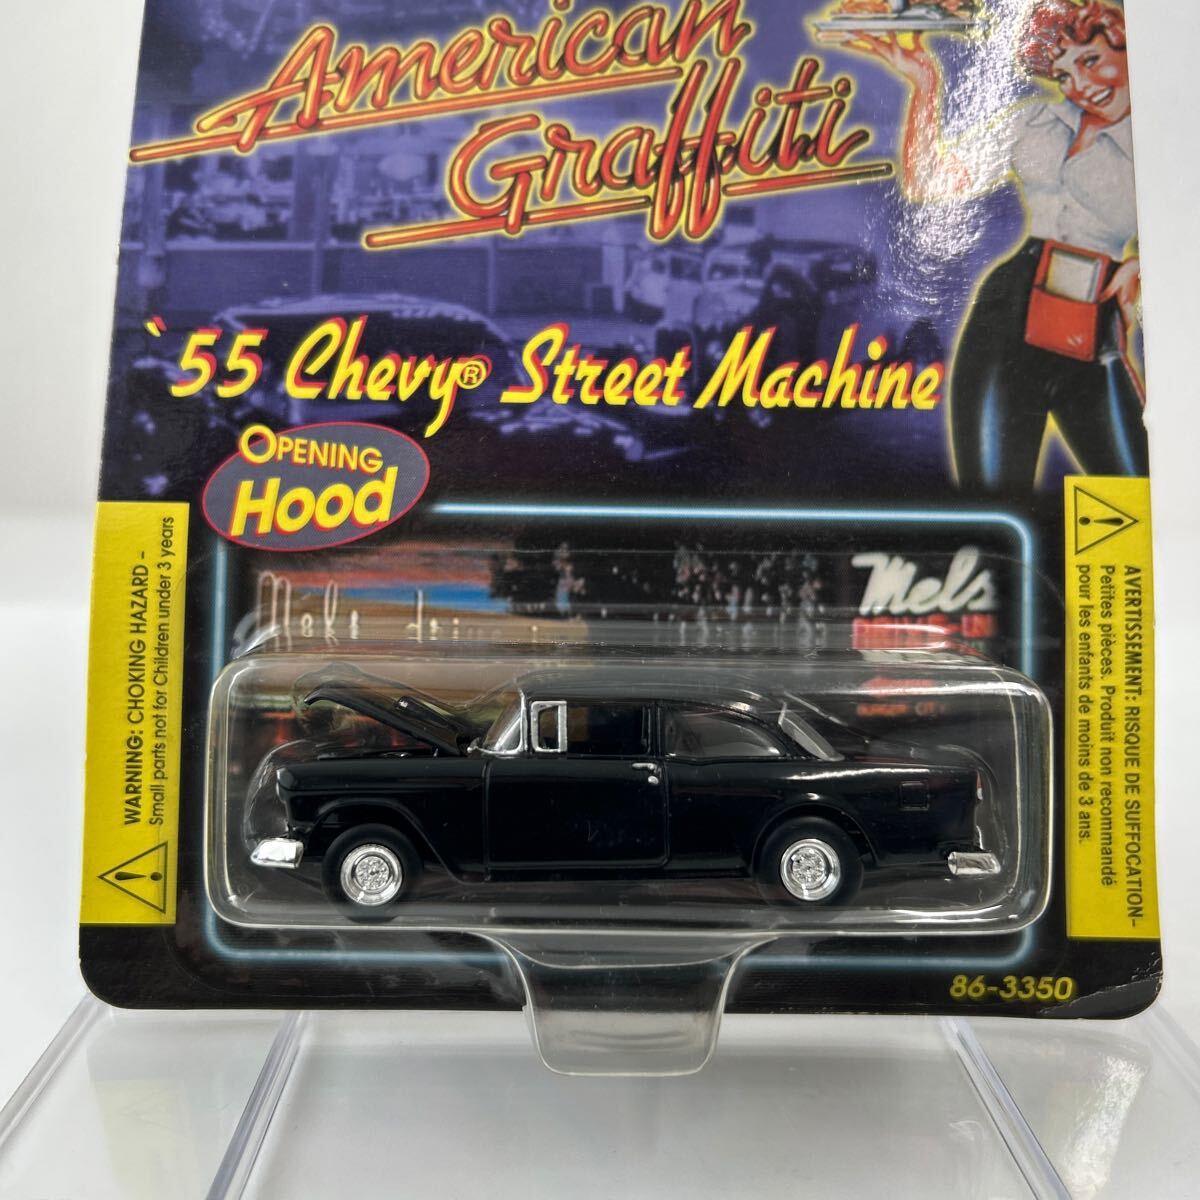 American
Graffiti
`55 Chevy® Street Machine
OPENING
Hood
WARNING: CHOKING HAZARD -
Small parts not for Children under 3 years
Mels
AVERTISSEMENT: RISQUE DE SUFFOCATION-
Petites pièces. Produit non recommandé
pour les enfants de moins de 3 ans.
86-3350